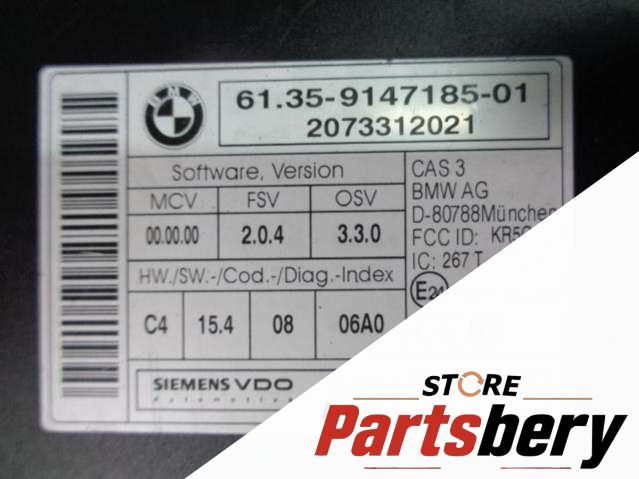 BMW
61.35-9147185-01
2073312021
Software, Version
MCV FSV OSV
00.00.00 2.0.4 3.3.0
HW./SW.-/Cod.-/Diag.-Index
C4 15.4 08 06A0
SIEMENS VDO
Automotive
CAS 3
BMW AG
D-80788München
FCC ID:
IC: 267 T
STORE
Partsbery